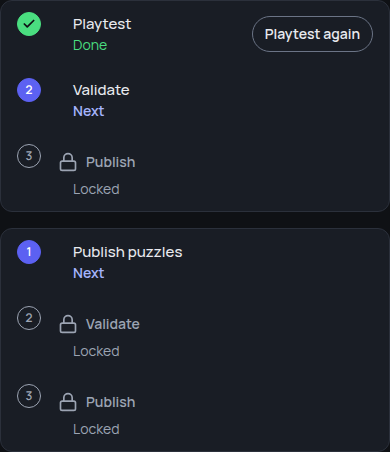 Playtest
Done
Playtest again
2
Validate
Next
3
Publish
Locked
1
Publish puzzles
Next
2
Validate
Locked
3
Publish
Locked